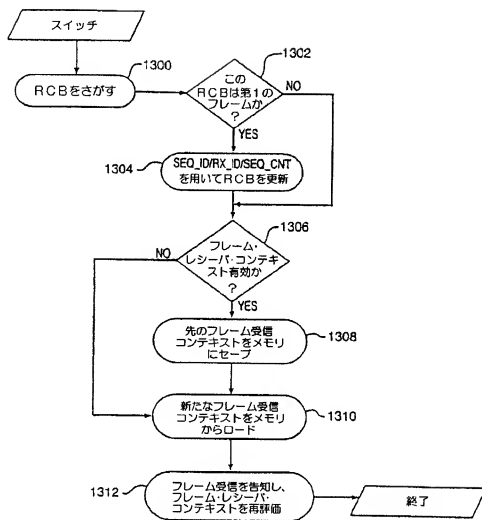 スイッチ
1300
RCBをさがす
1302
この
RCBは第1の
フレームか
?
NO
YES
1304
SEQ_ID/RX_ID/SEQ_CNT
を用いてRCBを更新
1306
フレーム・
レシーバ・コンテキ
スト有効か
?
NO
YES
先のフレーム受信
コンテキストをメモリ
にセーブ
1308
新たなフレーム受信
コンテキストをメモリ
からロード
1310
1312
フレーム受信を告知し、
フレーム・レシーバ・
コンテキストを再評価
終了